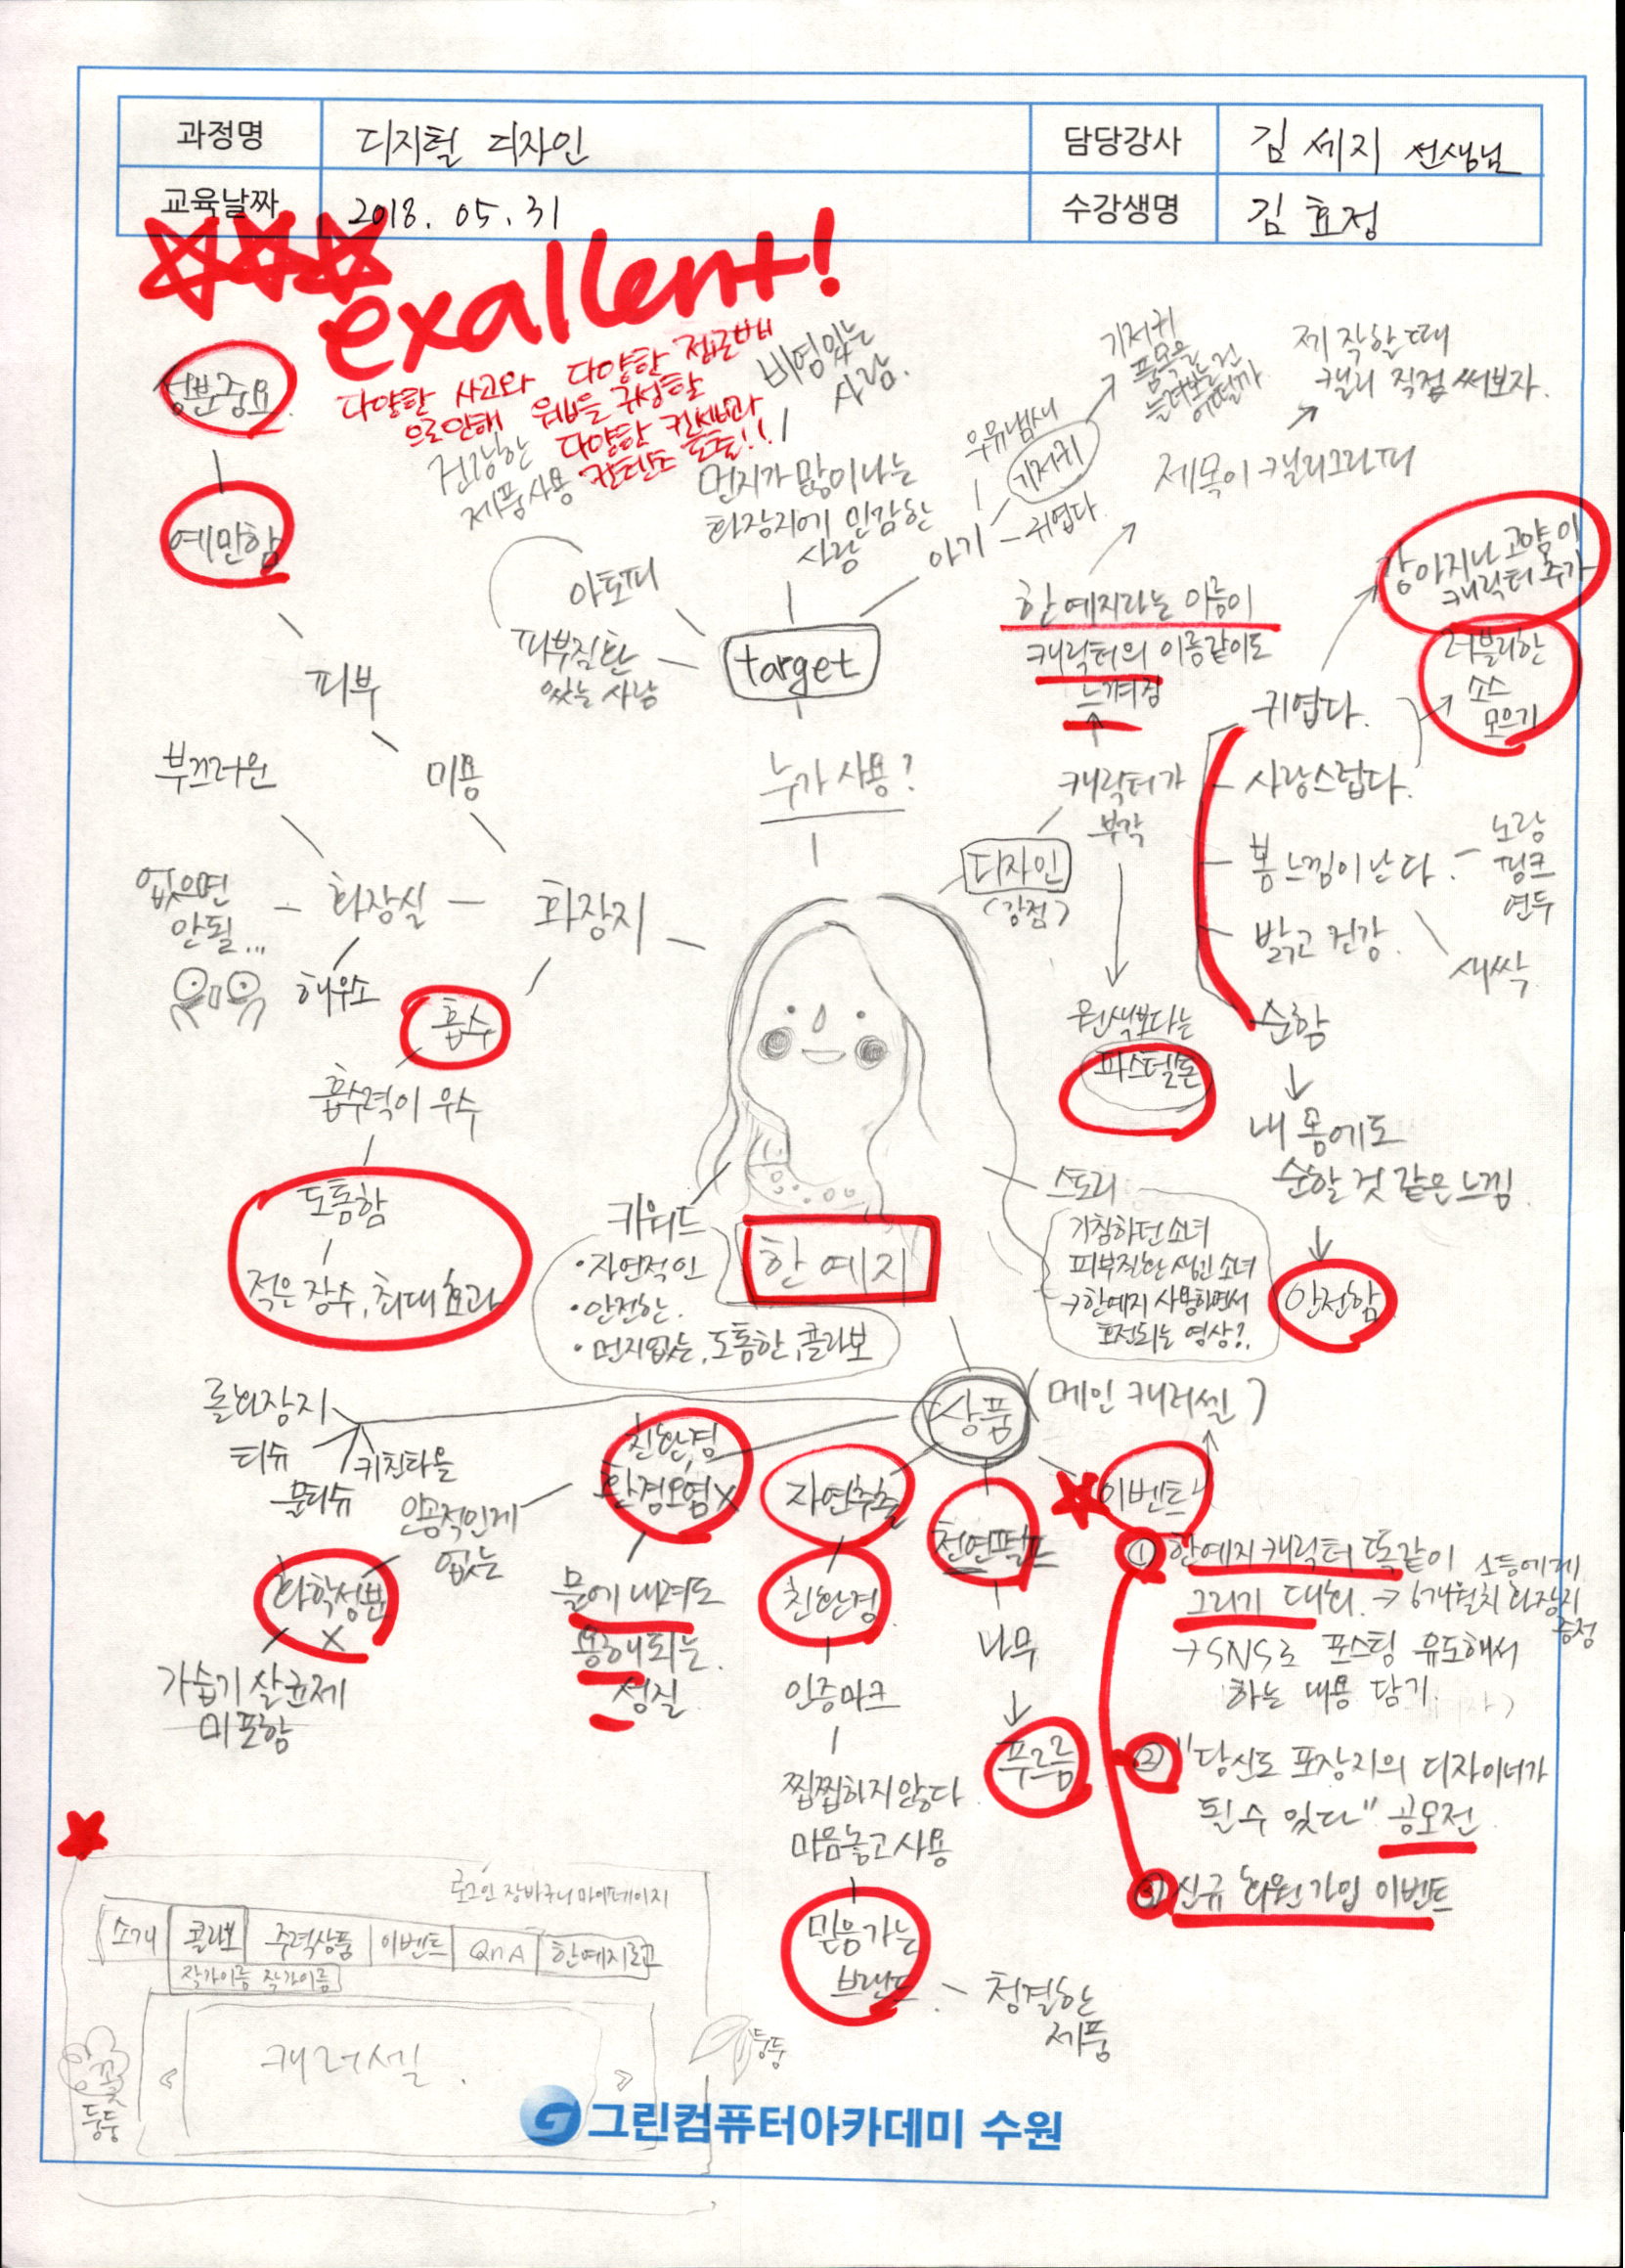 과정명
디지털 디자인
담당강사
김세지 선생님
교육날짜
2018. 05. 31
수강생명
김효정
exallent!
다양한 사고와 다양한 접근방식
으로 인해 웹을 구성할
다양한 컨셉과
컨텐츠 도출!!
성분중요.
예민함
피부
미용
부끄러운
없으면
안될...
화장실
화장지
해우소
흡수
흡수력이 우수
도톰함
적은 장수, 최대효과
건강한
제품사용
아토피
피부질환
있는 사람
비염있는
사람.
먼지가 많이 나는
화장지에 민감한
사람
target
누가 사용?
아기
우유냄새
기저귀
귀엽다
기저귀
품목을
늘려보는건
어떨까
제작할 때
캘리 직접 써보자.
제목이 캘리그라피
한예지라는 이름이
캐릭터의 이름같이도
느껴짐
캐릭터가
부각
디자인
(강점)
원색보다는
파스텔톤
강아지나 고양이
캐릭터 추가
러블리한
소스
모으기
귀엽다.
사랑스럽다.
봄 느낌이 난다.
노랑
핑크
연두
새싹
밝고 건강.
순함
내 몸에도
순할 것 같은 느낌.
안전함
스토리
기침하던 소녀
피부질환 생긴 소녀
→한예지 사용하면서
호전되는 영상?.
키워드
·자연적인
·안전한.
·먼지없는, 도톰한, 콜라보
한예지
상품
(메인 캐러셀)
롤화장지
티슈
물티슈
키친타올
친환경
환경오염 X
인공적인게
없는
화학성분
X
가습기 살균제
미포함
물에 내려도
용해되는.
성질.
자연추출
친환경.
인증마크
찝찝하지않다
마음놓고 사용
믿음가는
브랜드.
청결한
제품
천연펄프
나무
푸르름
이벤트
① 한예지 캐릭터 똑같이
그리기 대회. → 6개월치 화장지
증정
→SNS로 포스팅 유도해서
하는 내용 담기.
② "당신도 포장지의 디자이너가
될 수 있다" 공모전.
③ 신규 회원가입 이벤트
로그인 장바구니 마이페이지
소개
콜라보
주력상품
이벤트
QnA
한예지로고
작가이름 작가이름
캐러셀.
꽃
둥둥
둥둥
그린컴퓨터아카데미 수원